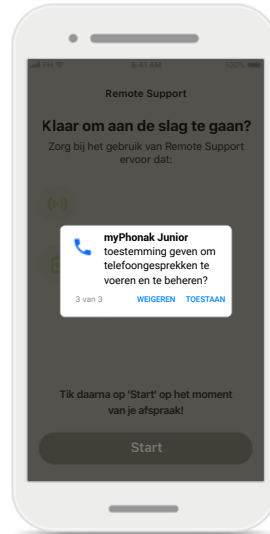 PH
9:41 AM
100%
Remote Support
Klaar om aan de slag te gaan?
Zorg bij het gebruik van Remote Support
ervoor dat:
myPhonak Junior
toestemming geven om
telefoongesprekken te
voeren en te beheren?
3 van 3
WEIGEREN
TOESTAAN
Tik daarna op 'Start' op het moment
van je afspraak!
Start